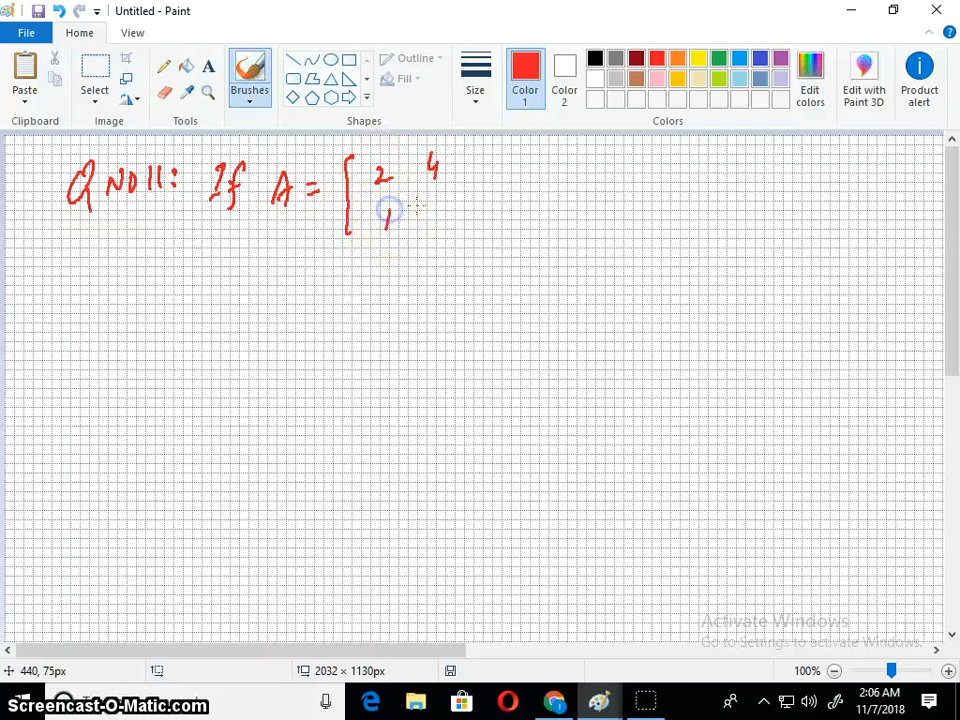 Untitled - Paint
File Home View
Paste Select Brushes Outline Fill Size Color 1 Color 2 Edit colors Edit with Paint 3D Product alert
Clipboard Image Tools Shapes Colors
Q NO 11: If A = [ 2 4
1
Activate Windows
Go to Settings to activate Windows.
440, 75px 2032 × 1130px 100%
Screencast-O-Matic.com
2:06 AM
11/7/2018